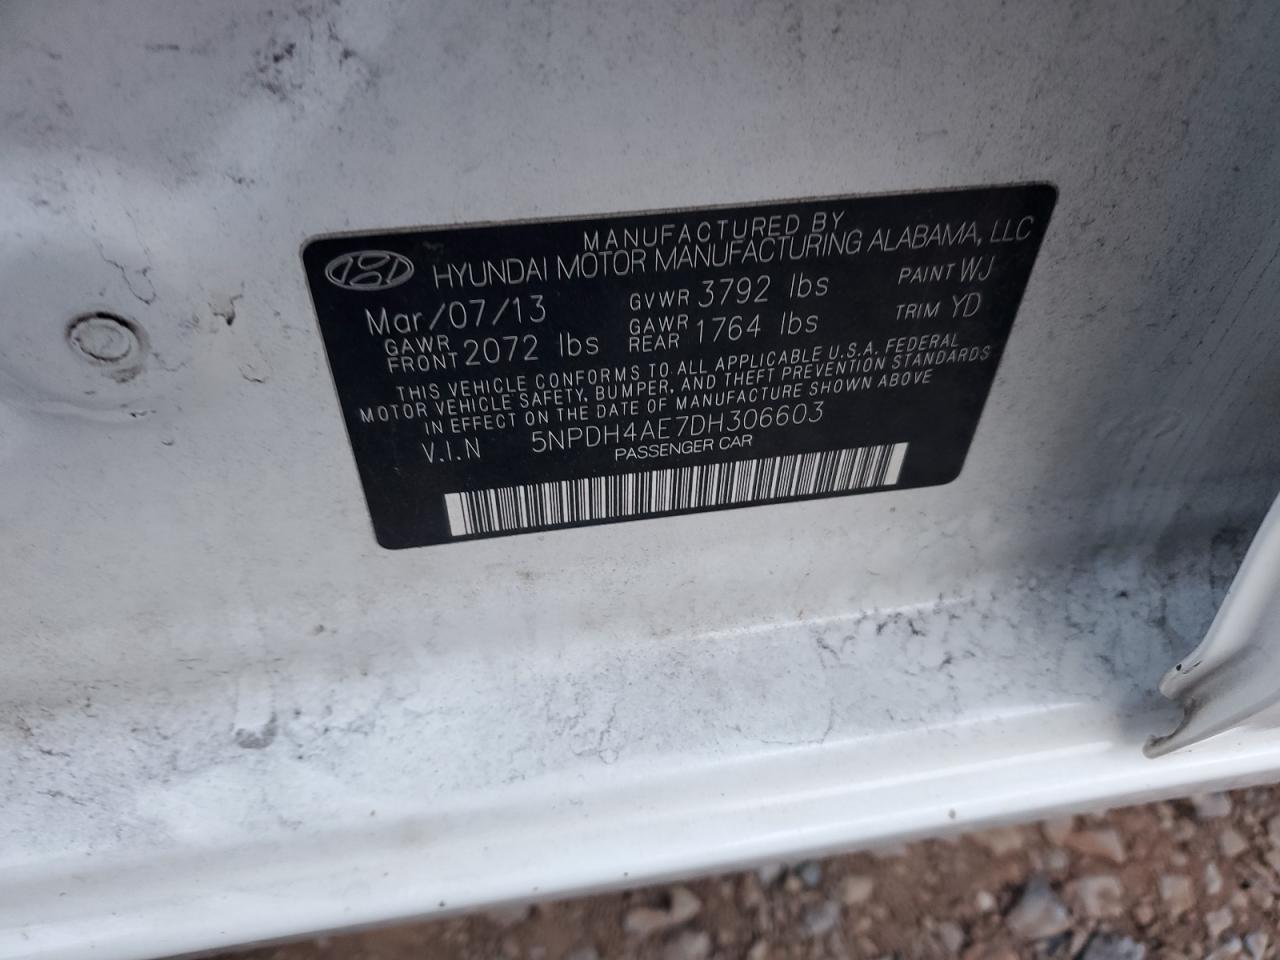 MANUFACTURED BY
HYUNDAI MOTOR MANUFACTURING ALABAMA, LLC
Mar/07/13 GVWR 3792 lbs PAINT WJ
GAWR FRONT 2072 lbs GAWR REAR 1764 lbs TRIM YD
THIS VEHICLE CONFORMS TO ALL APPLICABLE U.S.A. FEDERAL
MOTOR VEHICLE SAFETY, BUMPER, AND THEFT PREVENTION STANDARDS
IN EFFECT ON THE DATE OF MANUFACTURE SHOWN ABOVE
V.I.N 5NPDH4AE7DH306603
PASSENGER CAR